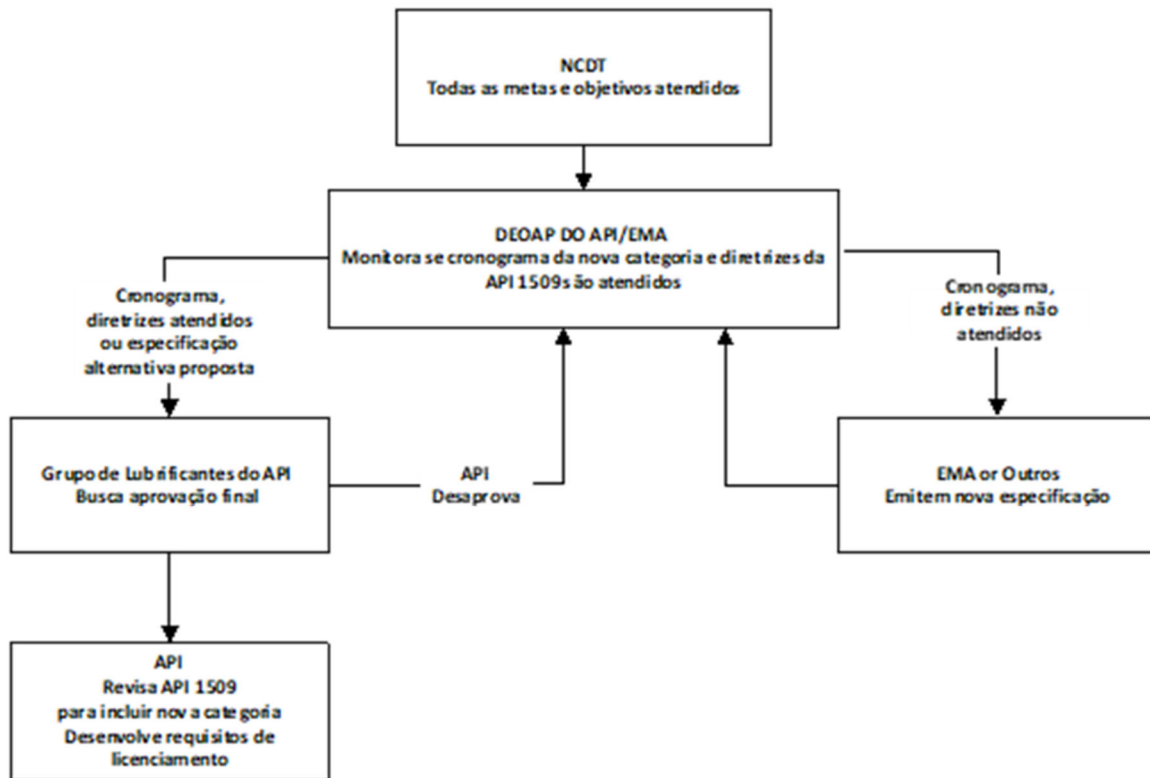 NCDT
Todas as metas e objetivos atendidos
DEOAP DO API/EMA
Monitora se cronograma da nova categoria e diretrizes da
API 1509 são atendidos
Cronograma,
diretrizes atendidos
ou especificação
alternativa proposta
Cronograma,
diretrizes não
atendidos
Grupo de Lubrificantes do API
Busca aprovação final
API
Desaprova
EMA or Outros
Emitem nova especificação
API
Revisa API 1509
para incluir nova categoria
Desenvolve requisitos de
licenciamento